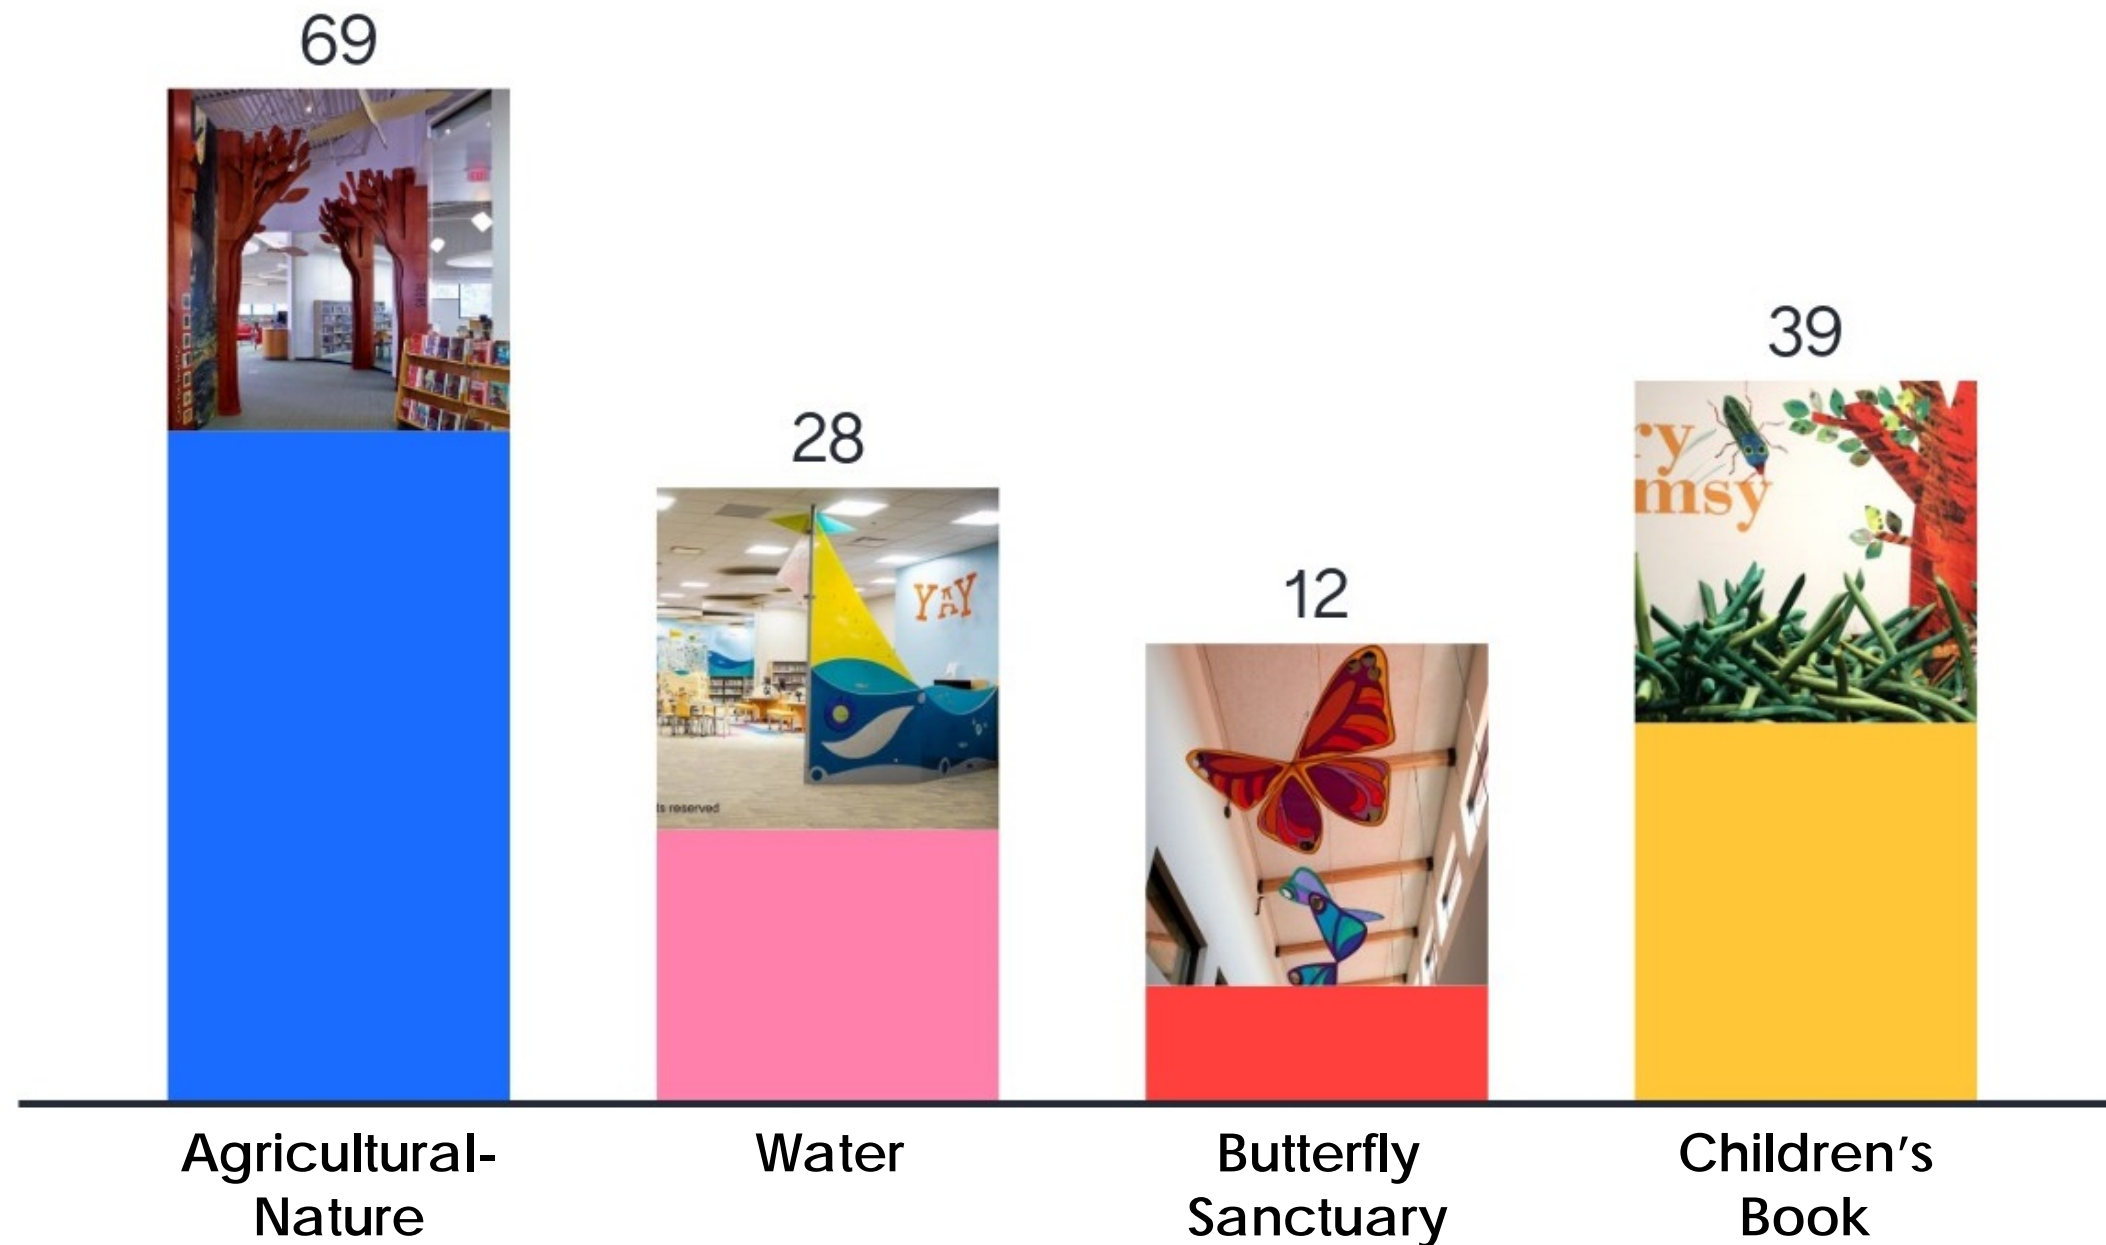 69
28
12
39
ry
msy
YAY
ts reserved
Agricultural-
Nature
Water
Butterfly
Sanctuary
Children's
Book